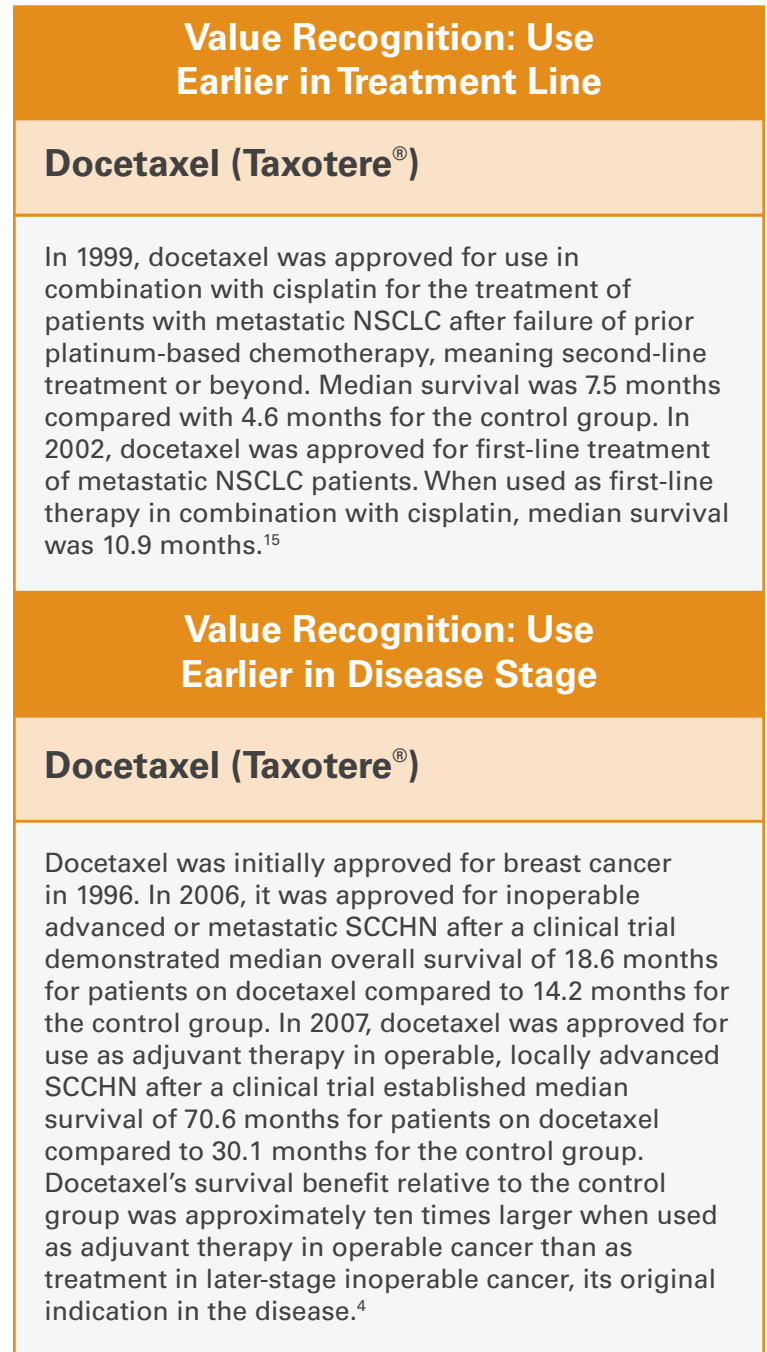 Value Recognition: Use
Earlier in Treatment Line
Docetaxel (Taxotere®)
In 1999, docetaxel was approved for use in
combination with cisplatin for the treatment of
patients with metastatic NSCLC after failure of prior
platinum-based chemotherapy, meaning second-line
treatment or beyond. Median survival was 7.5 months
compared with 4.6 months for the control group. In
2002, docetaxel was approved for first-line treatment
of metastatic NSCLC patients. When used as first-line
therapy in combination with cisplatin, median survival
was 10.9 months.15
Value Recognition: Use
Earlier in Disease Stage
Docetaxel (Taxotere®)
Docetaxel was initially approved for breast cancer
in 1996. In 2006, it was approved for inoperable
advanced or metastatic SCCHN after a clinical trial
demonstrated median overall survival of 18.6 months
for patients on docetaxel compared to 14.2 months for
the control group. In 2007, docetaxel was approved for
use as adjuvant therapy in operable, locally advanced
SCCHN after a clinical trial established median
survival of 70.6 months for patients on docetaxel
compared to 30.1 months for the control group.
Docetaxel’s survival benefit relative to the control
group was approximately ten times larger when used
as adjuvant therapy in operable cancer than as
treatment in later-stage inoperable cancer, its original
indication in the disease.4